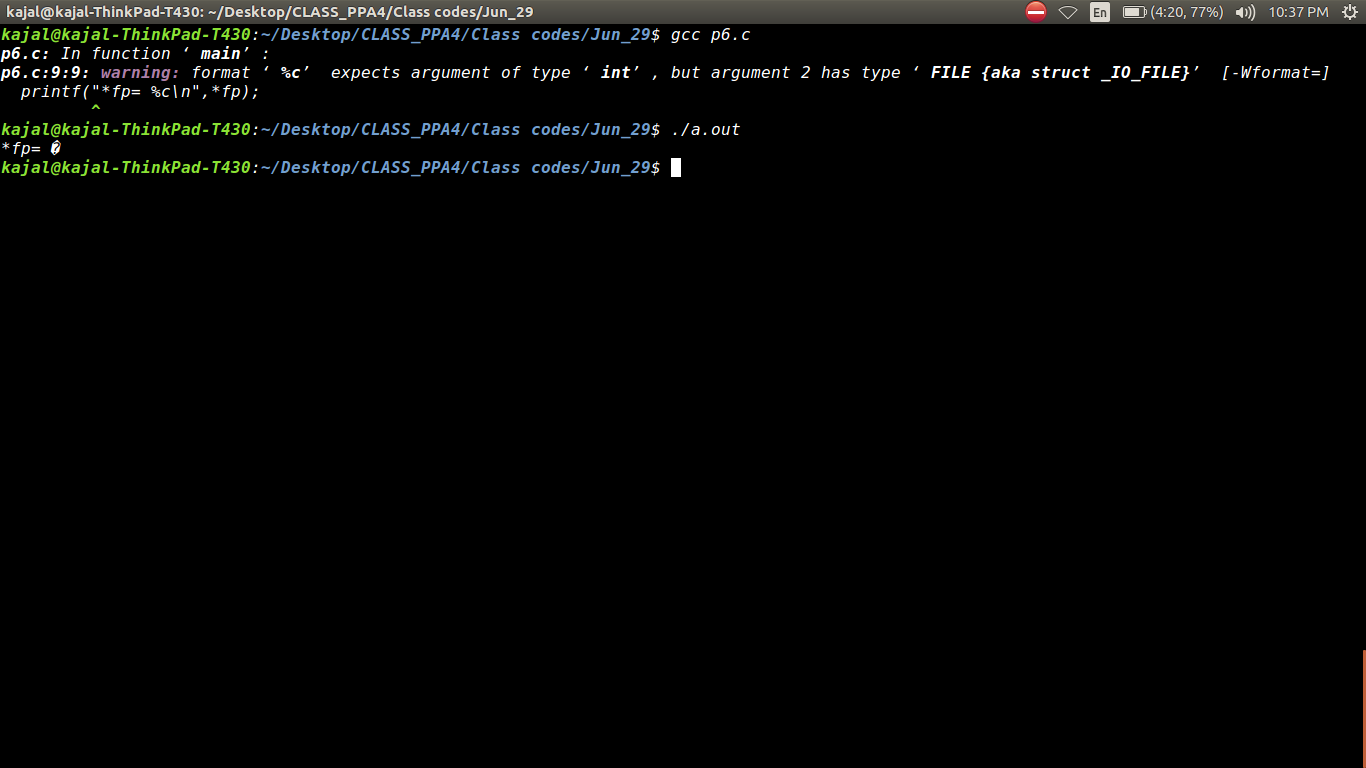 kajal@kajal-ThinkPad-T430: ~/Desktop/CLASS_PPA4/Class codes/Jun_29 En (4:20, 77%) 10:37 PM
kajal@kajal-ThinkPad-T430:~/Desktop/CLASS_PPA4/Class codes/Jun_29$ gcc p6.c
p6.c: In function ‘ main’ :
p6.c:9:9: warning: format ‘ %c’  expects argument of type ‘ int’ , but argument 2 has type ‘ FILE {aka struct _IO_FILE}’  [-Wformat=]
  printf("*fp= %c\n",*fp);
         ^
kajal@kajal-ThinkPad-T430:~/Desktop/CLASS_PPA4/Class codes/Jun_29$ ./a.out
*fp= �
kajal@kajal-ThinkPad-T430:~/Desktop/CLASS_PPA4/Class codes/Jun_29$